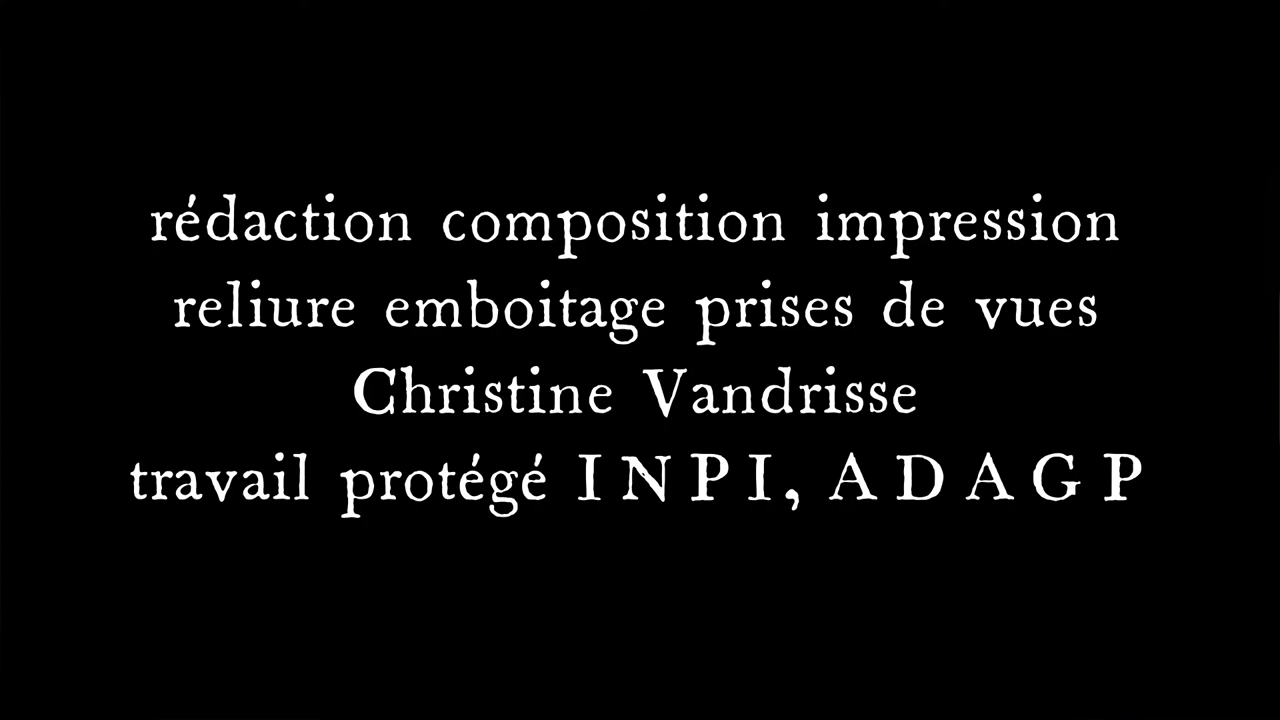 rédaction composition impression
reliure emboitage prises de vues
Christine Vandrisse
travail protégé I N P I, A D A G P